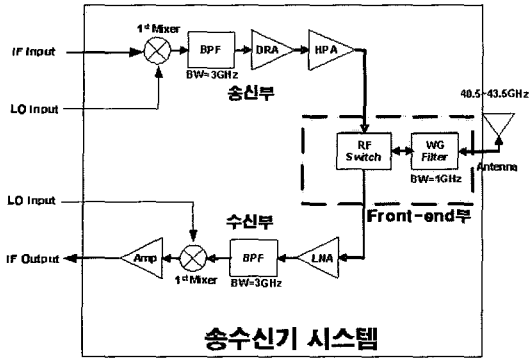 1st Mixer
IF Input
BPF
DRA
HPA
BW=3GHz
송신부
LO Input
40.5~43.5GHz
RF Switch
WG Filter
BW=1GHz
Antenna
Front-end부
LO Input
수신부
IF Output
Amp
1st Mixer
BPF
BW=3GHz
LNA
송수신기 시스템